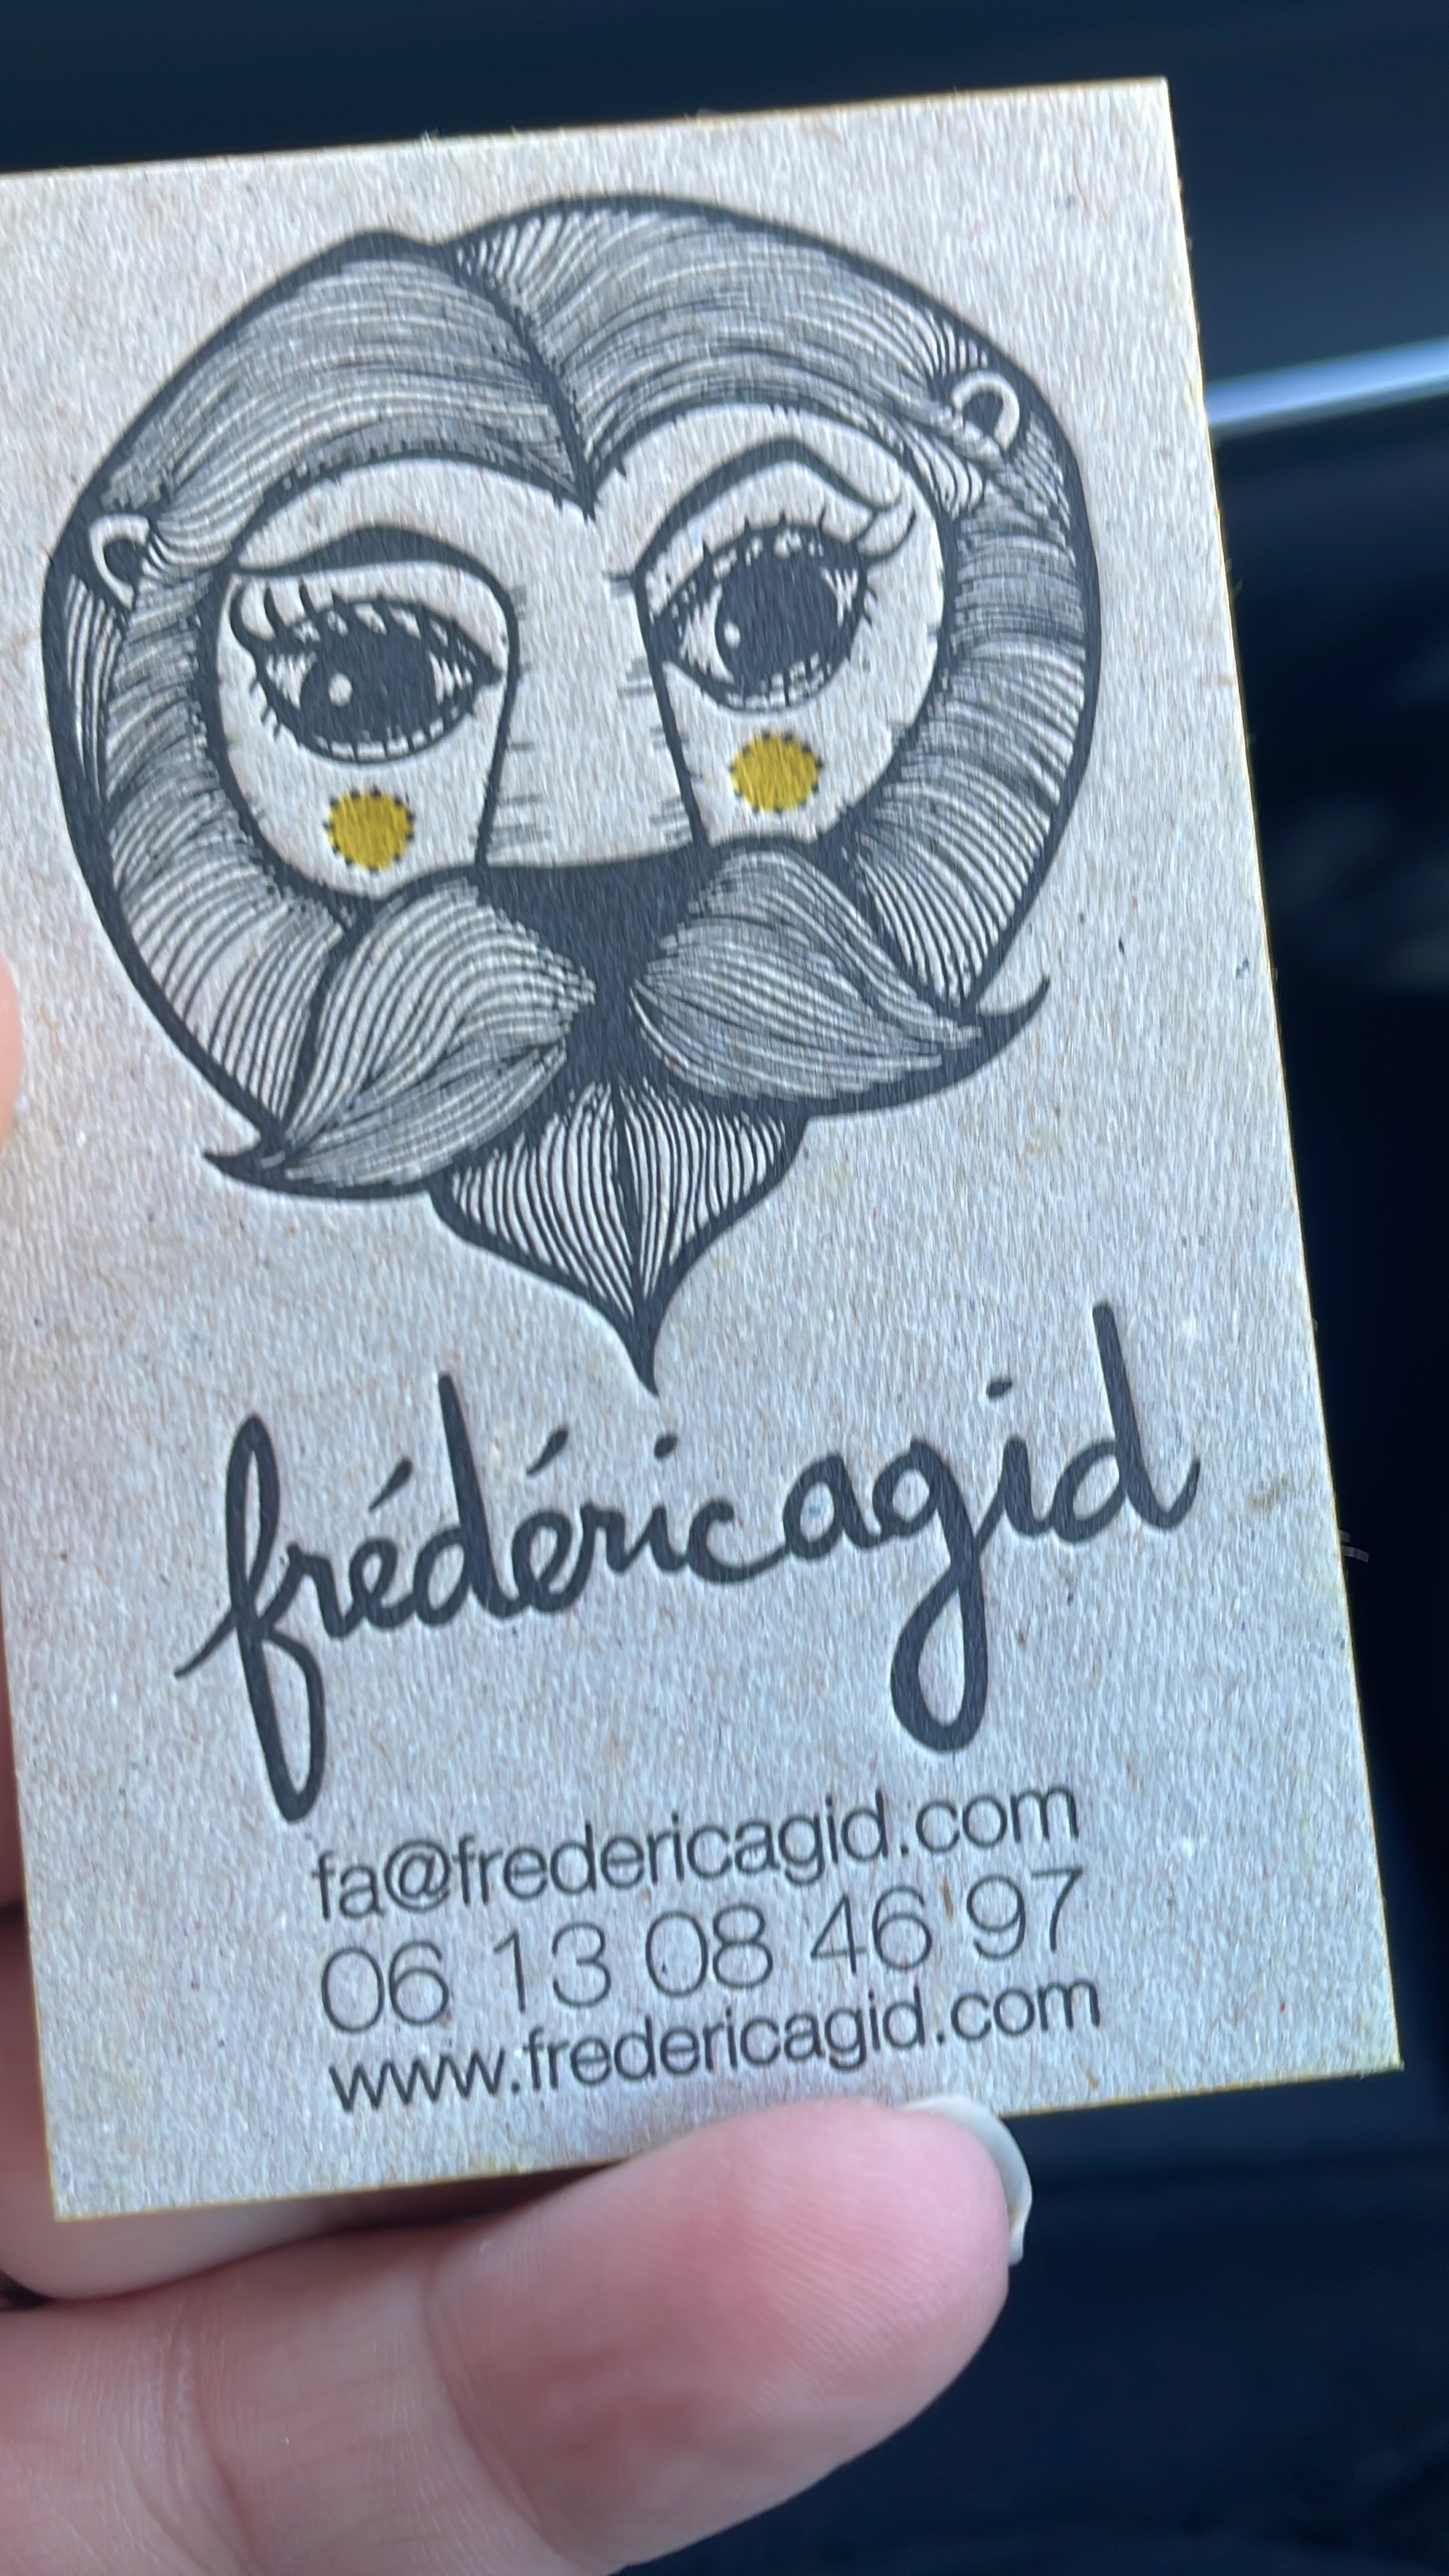 frédéricagid
fa@fredericagid.com
06 13 08 46 97
www.fredericagid.com